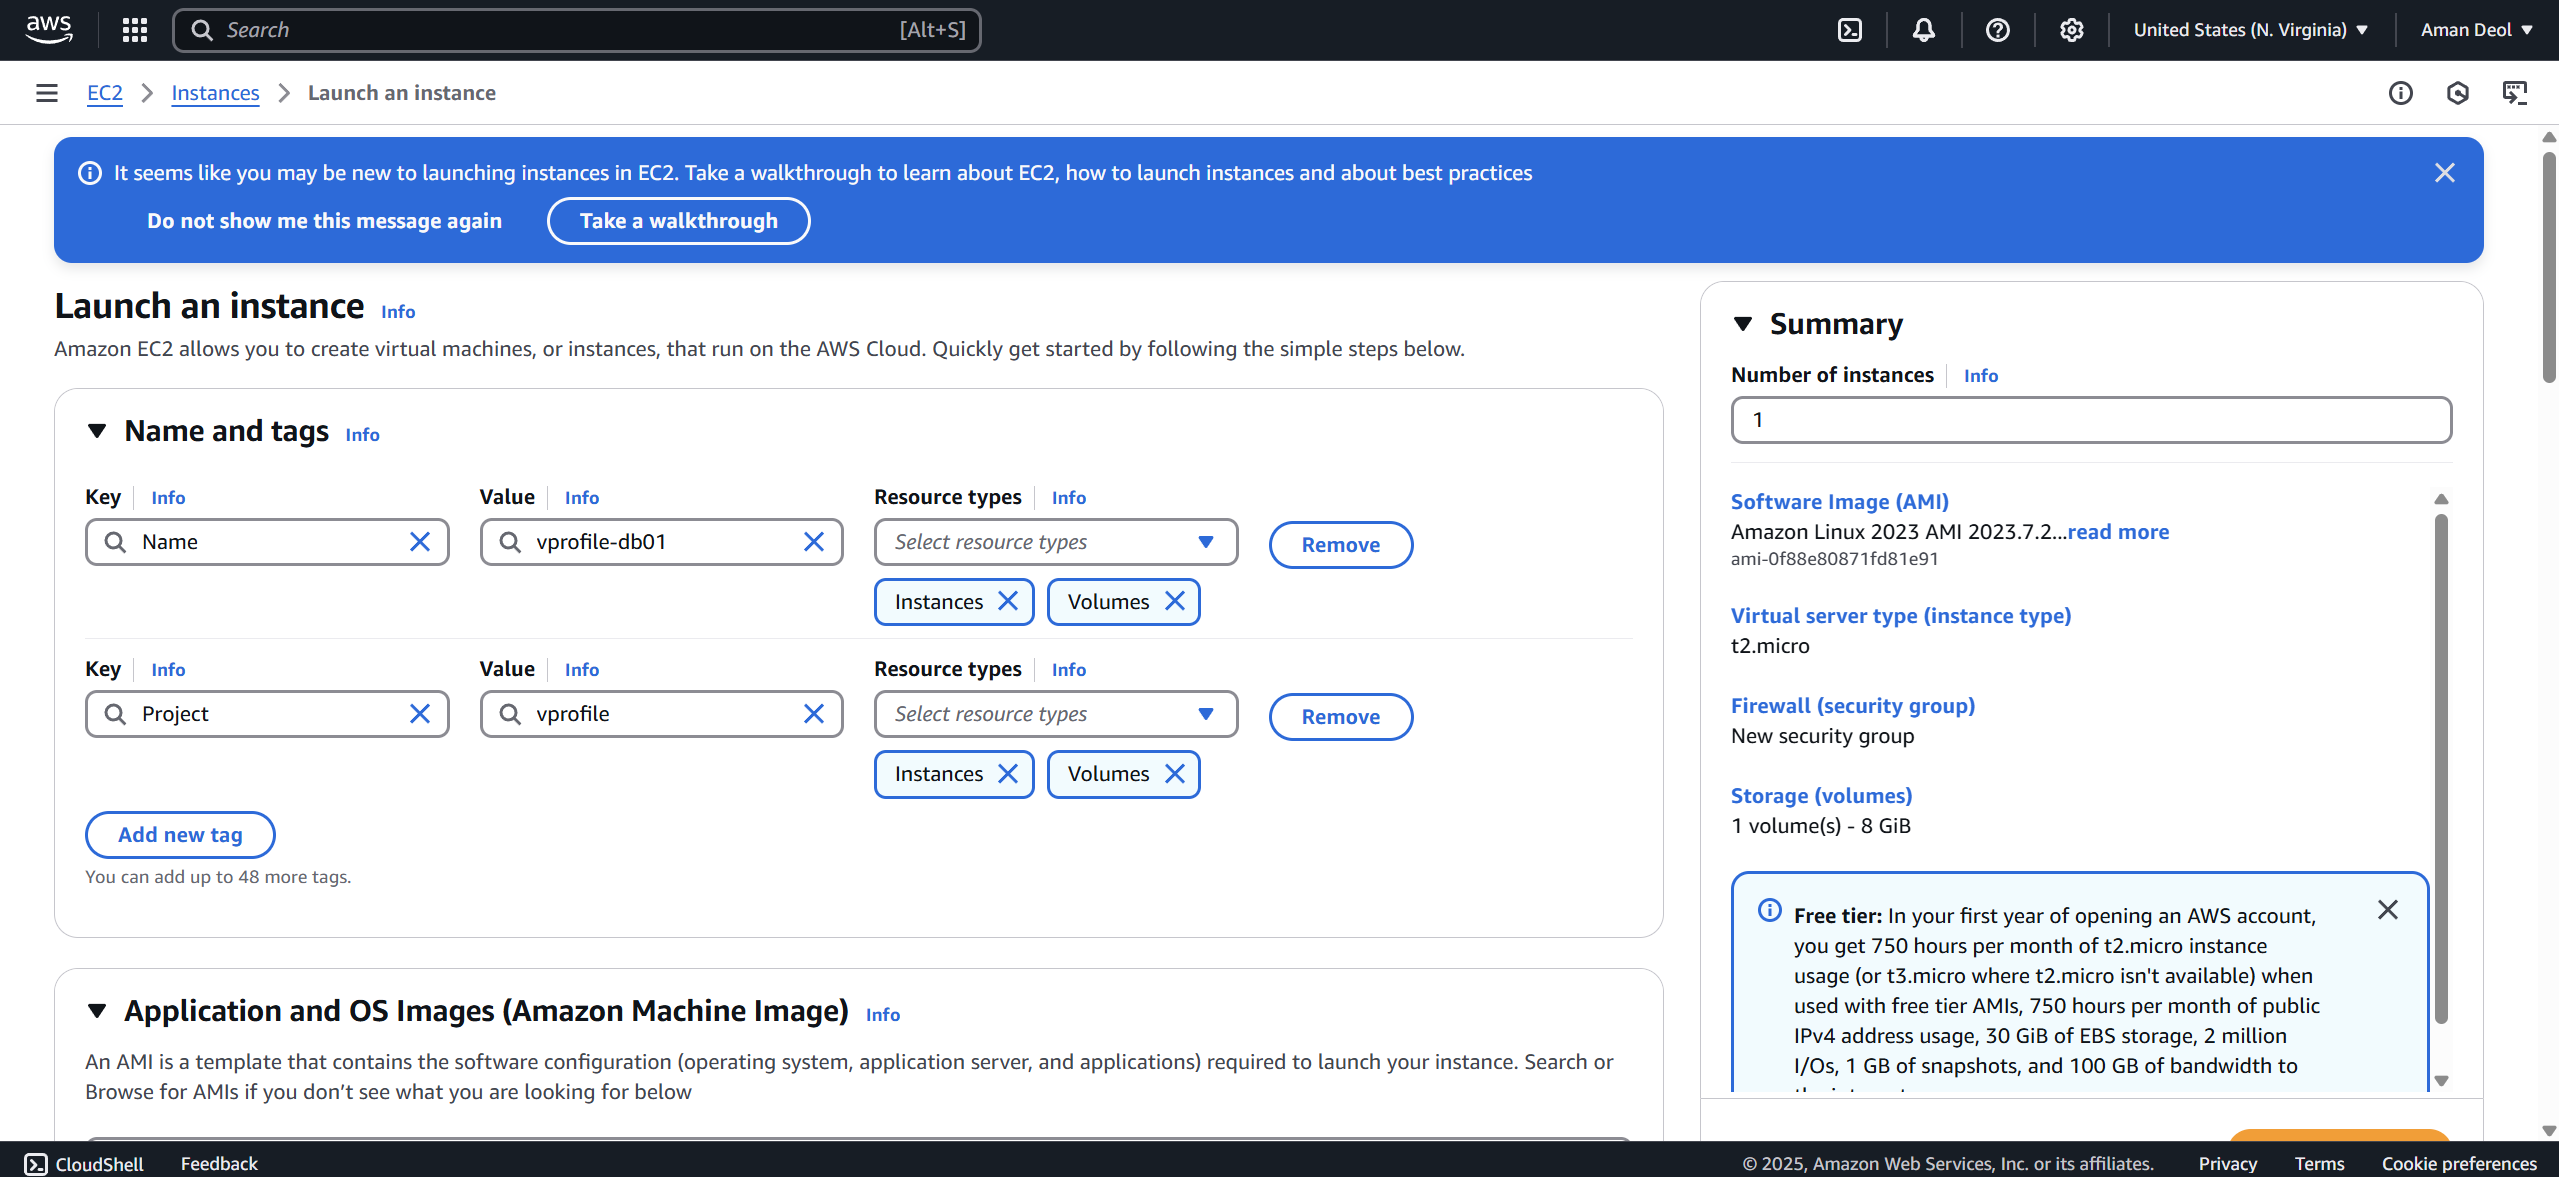 aws
Search
[Alt+S]
United States (N. Virginia)
Aman Deol
EC2
Instances
Launch an instance
It seems like you may be new to launching instances in EC2. Take a walkthrough to learn about EC2, how to launch instances and about best practices
Do not show me this message again
Take a walkthrough
Launch an instance Info
Amazon EC2 allows you to create virtual machines, or instances, that run on the AWS Cloud. Quickly get started by following the simple steps below.
Name and tags Info
Key Info
Value Info
Resource types Info
Name
vprofile-db01
Select resource types
Remove
Instances
Volumes
Key Info
Value Info
Resource types Info
Project
vprofile
Select resource types
Remove
Instances
Volumes
Add new tag
You can add up to 48 more tags.
Application and OS Images (Amazon Machine Image) Info
An AMI is a template that contains the software configuration (operating system, application server, and applications) required to launch your instance. Search or
Browse for AMIs if you don’t see what you are looking for below
Summary
Number of instances Info
1
Software Image (AMI)
Amazon Linux 2023 AMI 2023.7.2...read more
ami-0f88e80871fd81e91
Virtual server type (instance type)
t2.micro
Firewall (security group)
New security group
Storage (volumes)
1 volume(s) - 8 GiB
Free tier: In your first year of opening an AWS account,
you get 750 hours per month of t2.micro instance
usage (or t3.micro where t2.micro isn't available) when
used with free tier AMIs, 750 hours per month of public
IPv4 address usage, 30 GiB of EBS storage, 2 million
I/Os, 1 GB of snapshots, and 100 GB of bandwidth to
CloudShell
Feedback
© 2025, Amazon Web Services, Inc. or its affiliates.
Privacy
Terms
Cookie preferences